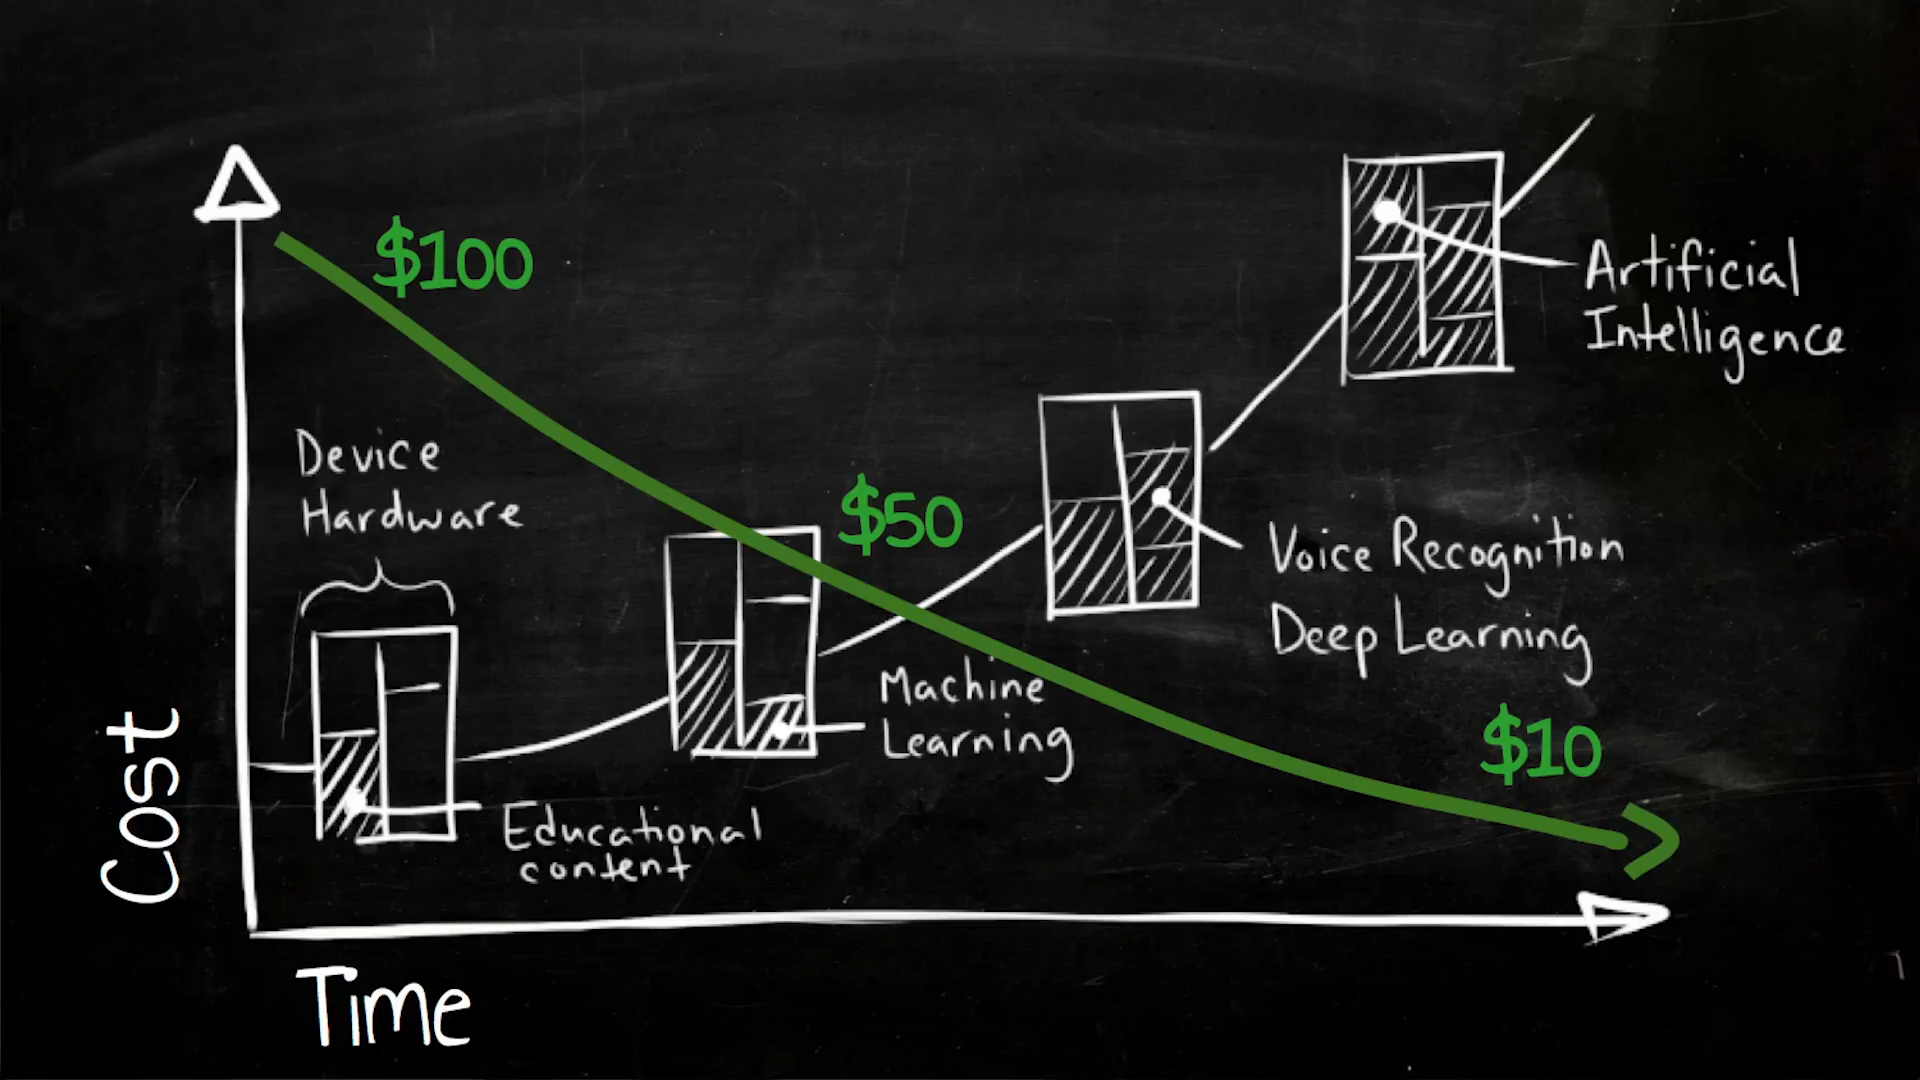 $100
Artificial
Intelligence
Device
Hardware
$50
Voice Recognition
Deep Learning
Machine
Learning
$10
Educational
content
Cost
Time